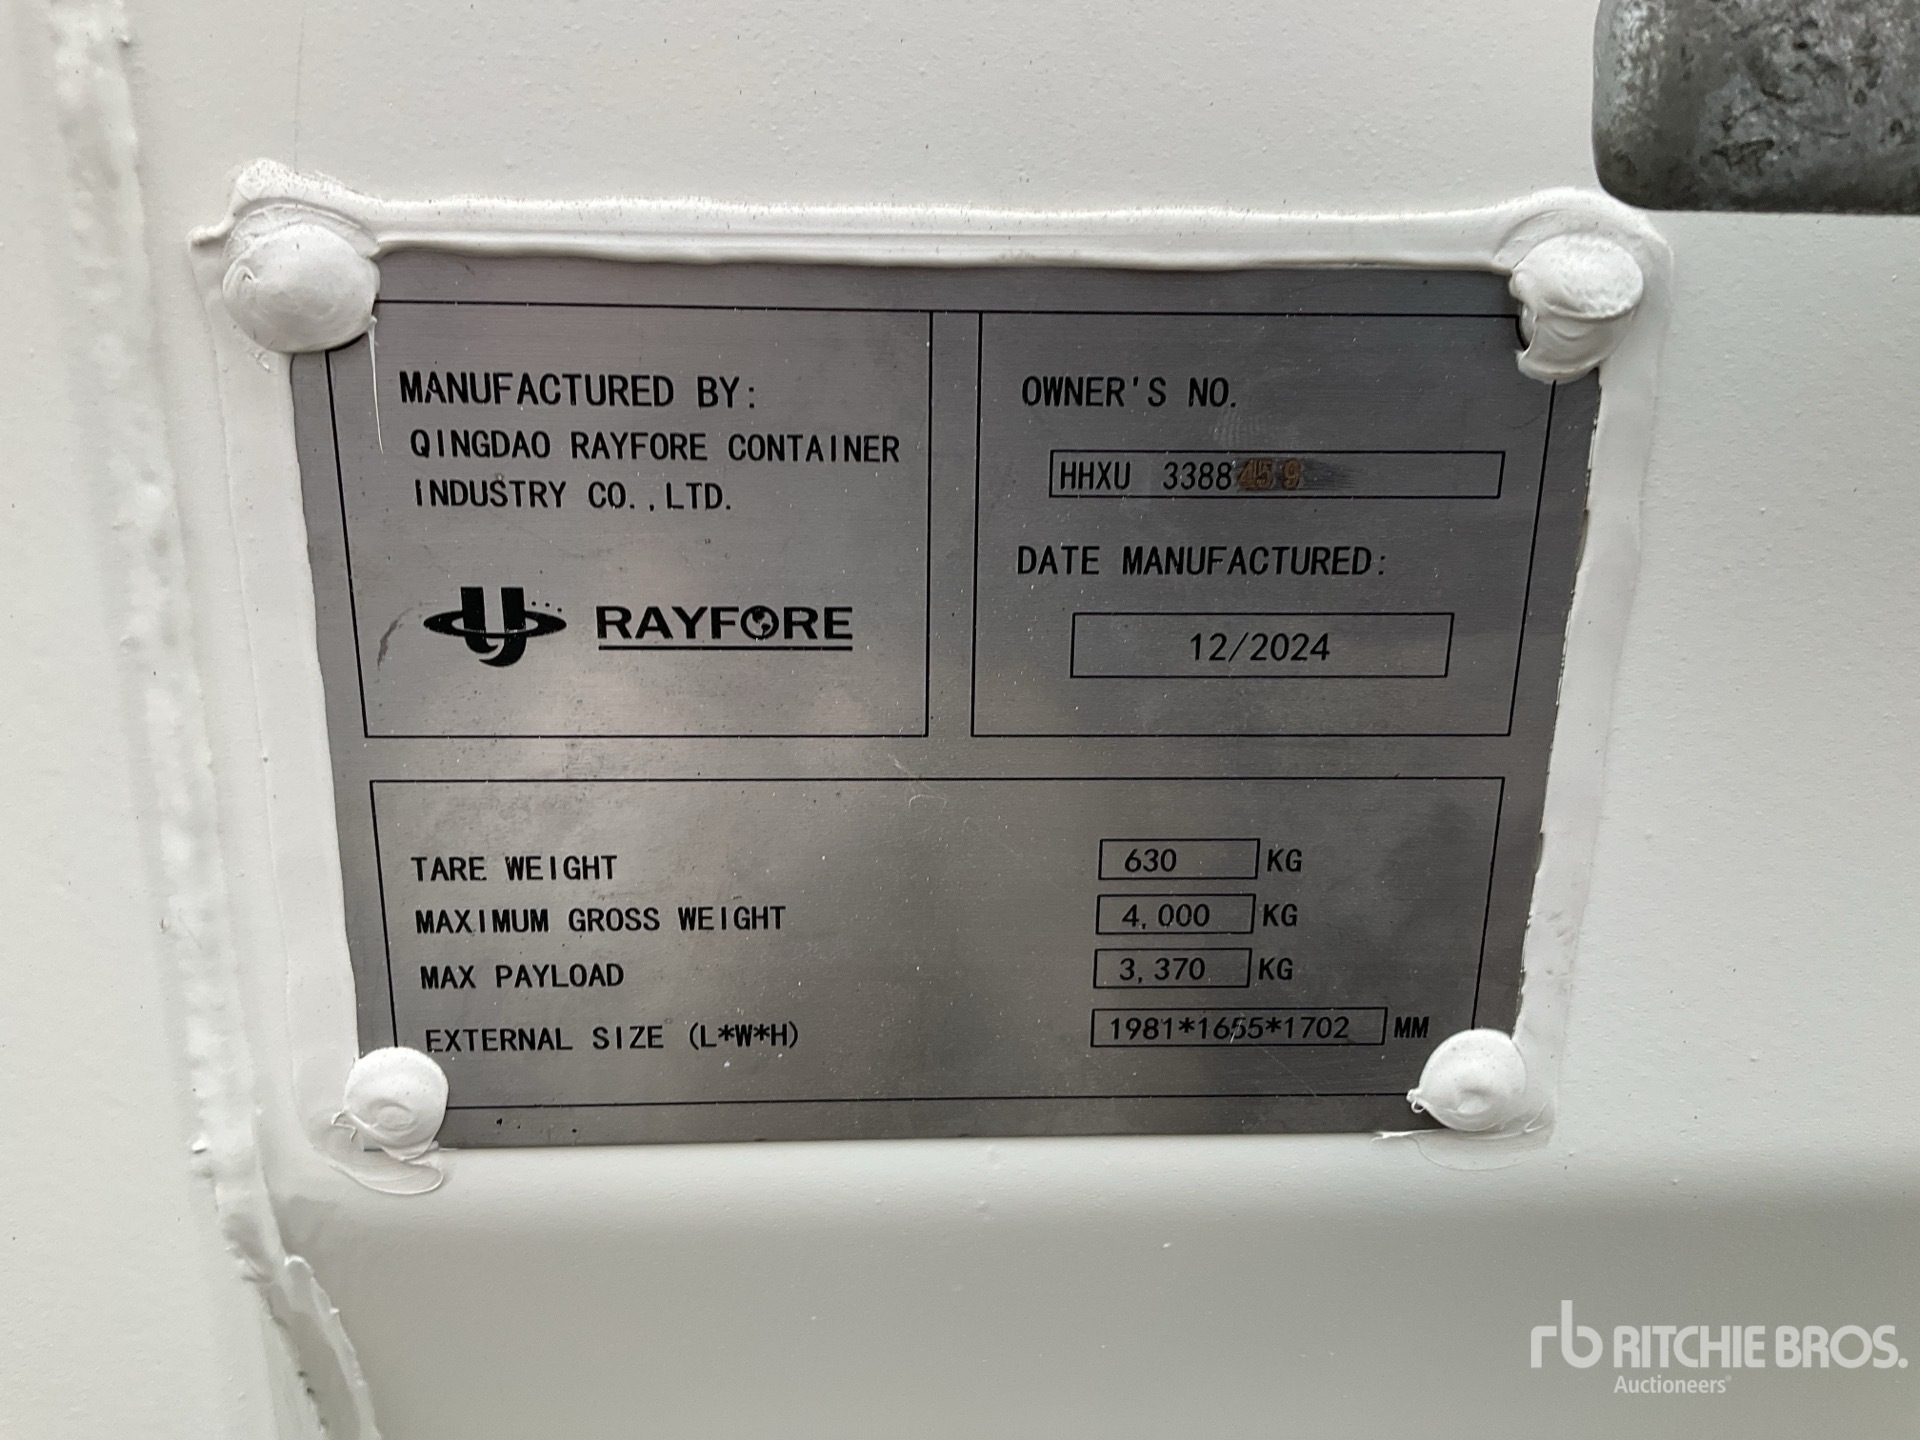 MANUFACTURED BY:
QINGDAO RAYFORE CONTAINER
INDUSTRY CO.,LTD.
RAYFORE
OWNER'S NO.
HHXU 3388459
DATE MANUFACTURED:
12/2024
TARE WEIGHT 630 KG
MAXIMUM GROSS WEIGHT 4,000 KG
MAX PAYLOAD 3,370 KG
EXTERNAL SIZE (L*W*H) 1981*1655*1702 MM
rb RITCHIE BROS.
Auctioneers